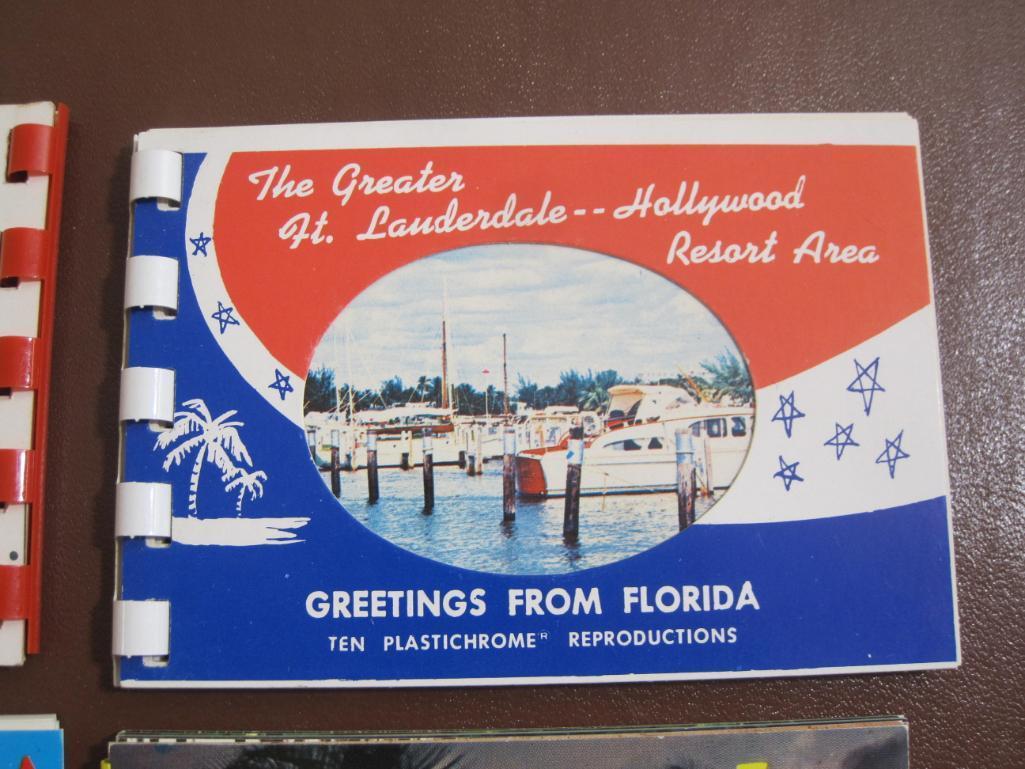 The Greater
Ft. Lauderdale--Hollywood
Resort Area
GREETINGS FROM FLORIDA
TEN PLASTICHROME® REPRODUCTIONS